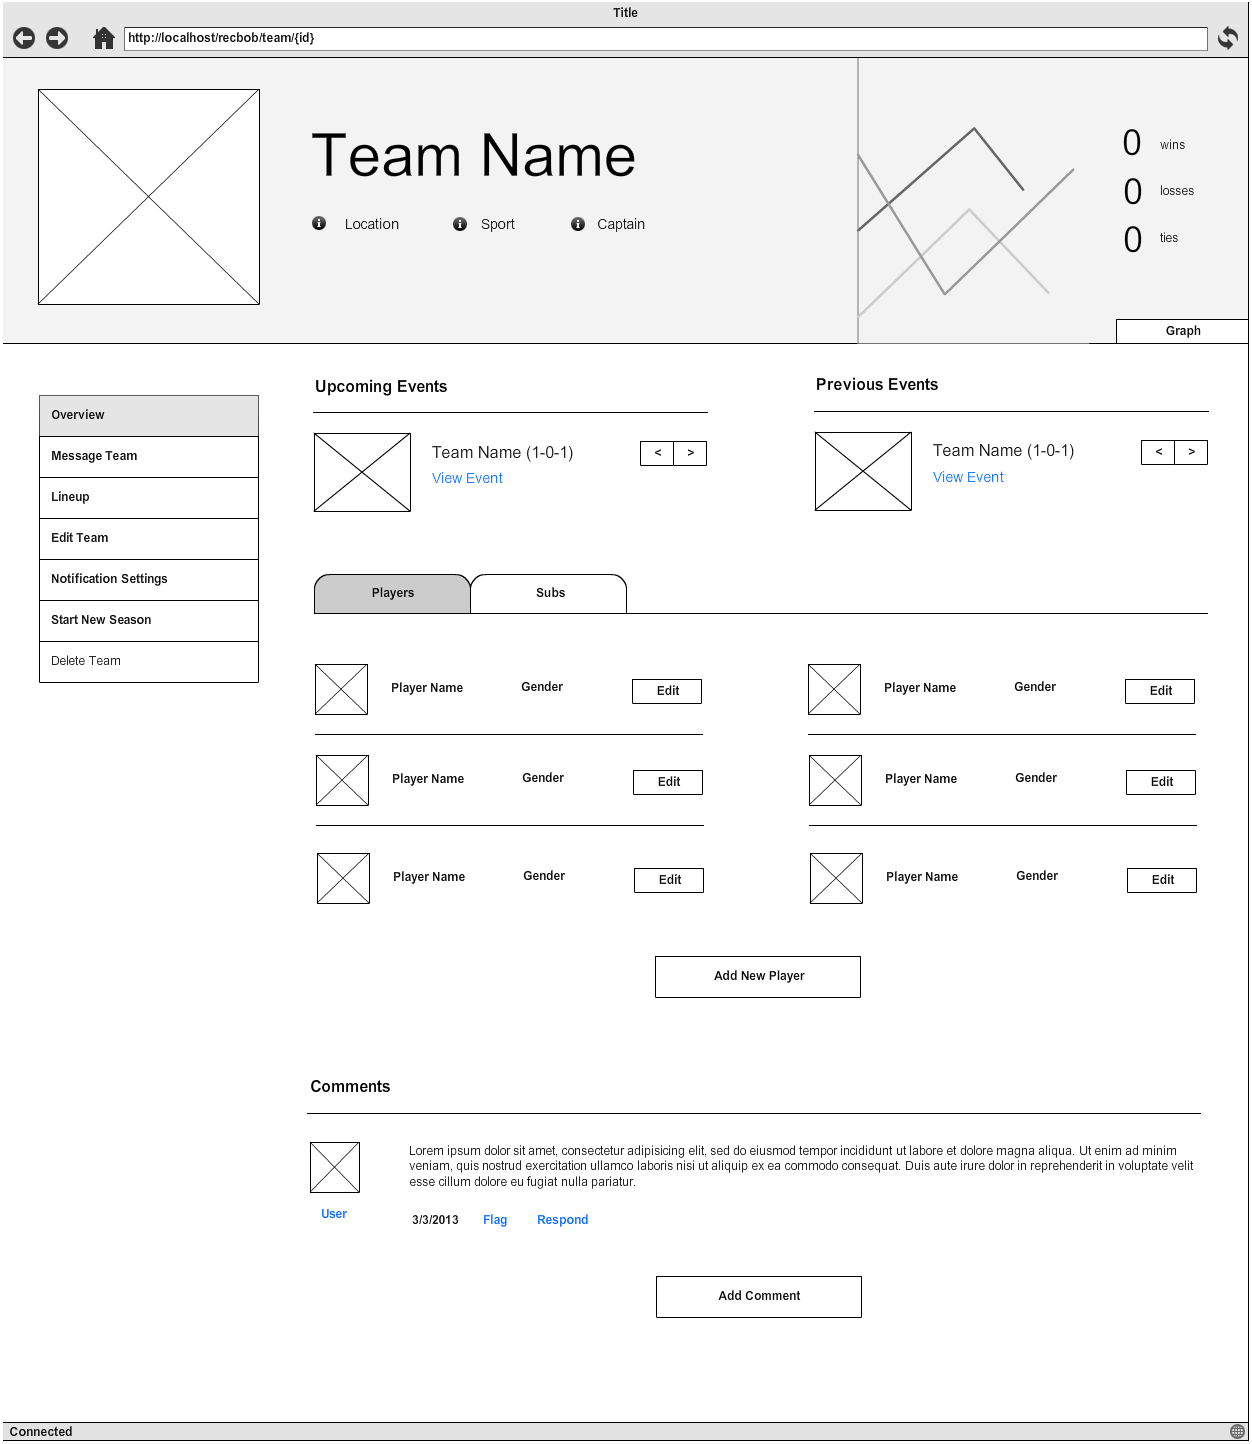 Title
http://localhost/recbob/team/{id}
Team Name
Location Sport Captain
0 wins
0 losses
0 ties
Graph
Overview
Message Team
Lineup
Edit Team
Notification Settings
Start New Season
Delete Team
Upcoming Events
Team Name (1-0-1) < >
View Event
Previous Events
Team Name (1-0-1) < >
View Event
Players Subs
Player Name Gender Edit
Player Name Gender Edit
Player Name Gender Edit
Player Name Gender Edit
Player Name Gender Edit
Player Name Gender Edit
Add New Player
Comments
Lorem ipsum dolor sit amet, consectetur adipisicing elit, sed do eiusmod tempor incididunt ut labore et dolore magna aliqua. Ut enim ad minim
veniam, quis nostrud exercitation ullamco laboris nisi ut aliquip ex ea commodo consequat. Duis aute irure dolor in reprehenderit in voluptate velit
esse cillum dolore eu fugiat nulla pariatur.
User
3/3/2013 Flag Respond
Add Comment
Connected